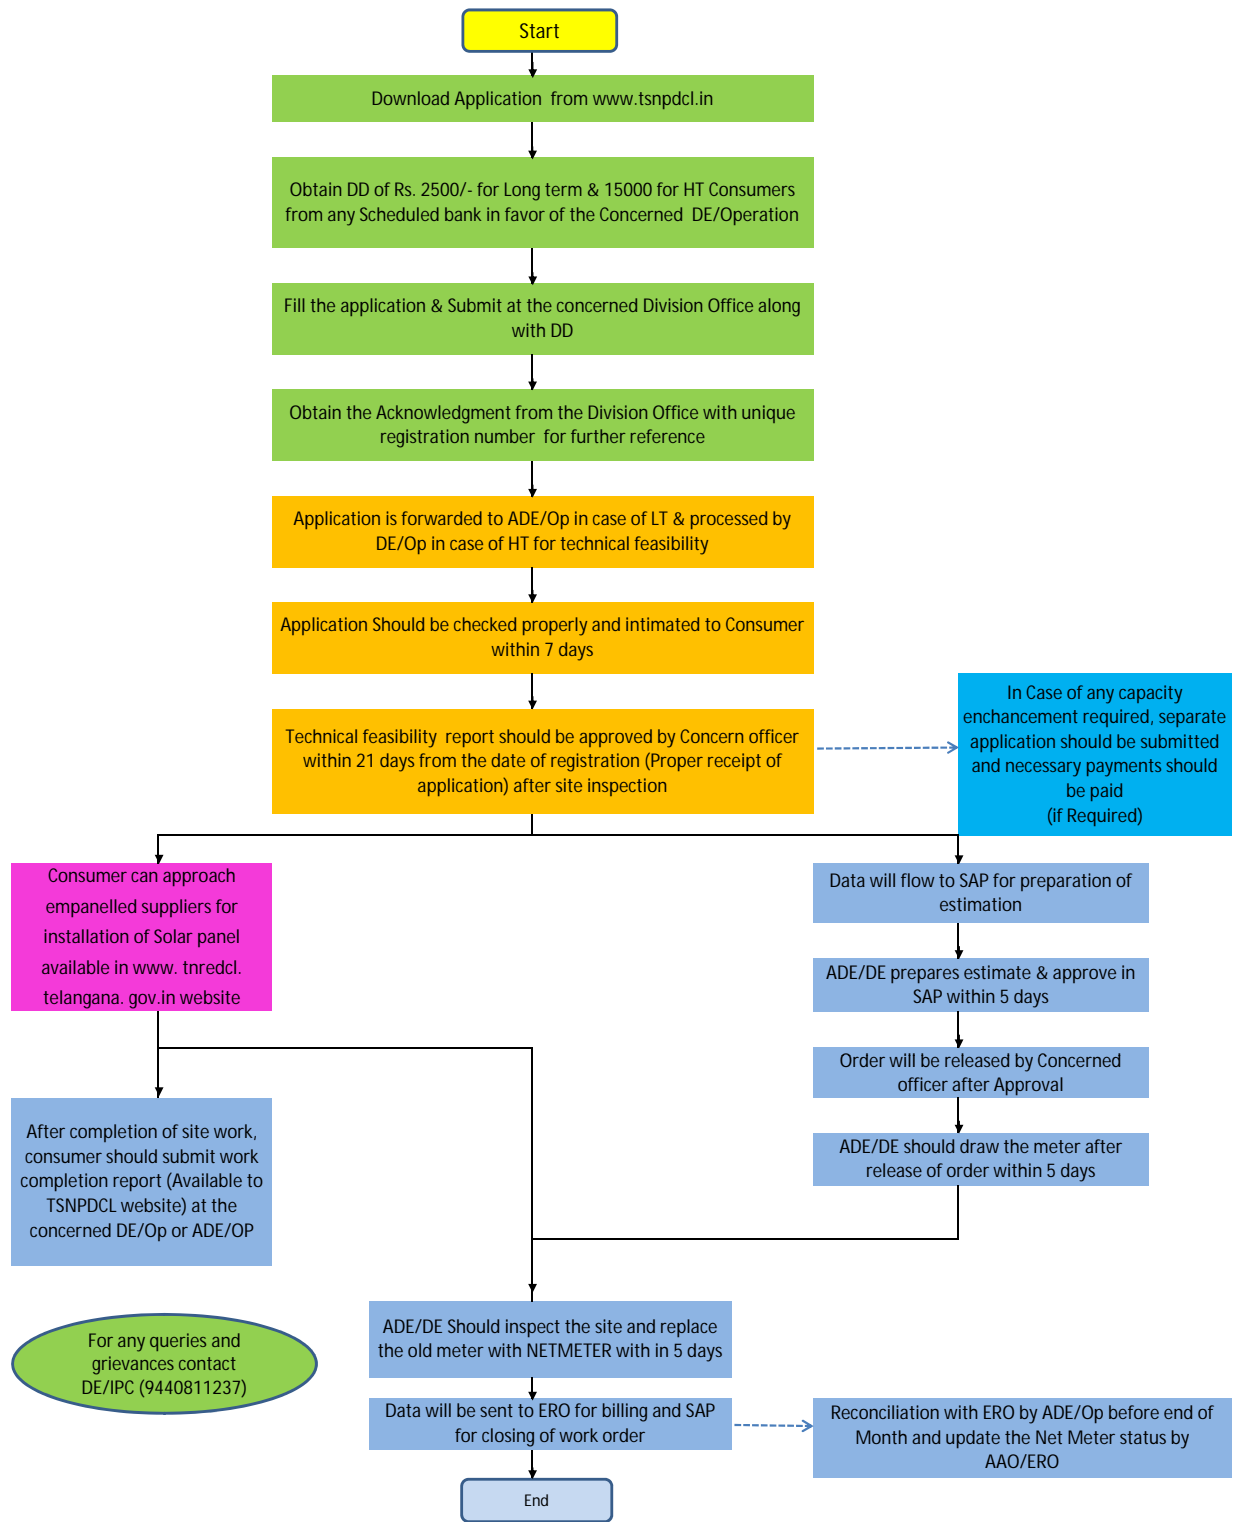 Start
Download Application from www.tsnpdcl.in
Obtain DD of Rs. 2500/- for Long term & 15000 for HT Consumers
from any Scheduled bank in favor of the Concerned DE/Operation
Fill the application & Submit at the concerned Division Office along
with DD
Obtain the Acknowledgment from the Division Office with unique
registration number for further reference
Application is forwarded to ADE/Op in case of LT & processed by
DE/Op in case of HT for technical feasibility
Application Should be checked properly and intimated to Consumer
within 7 days
Technical feasibility report should be approved by Concern officer
within 21 days from the date of registration (Proper receipt of
application) after site inspection
In Case of any capacity
enchancement required, separate
application should be submitted
and necessary payments should
be paid
(if Required)
Consumer can approach
empanelled suppliers for
installation of Solar panel
available in www. tnredcl.
telangana. gov.in website
Data will flow to SAP for preparation of
estimation
ADE/DE prepares estimate & approve in
SAP within 5 days
Order will be released by Concerned
officer after Approval
ADE/DE should draw the meter after
release of order within 5 days
After completion of site work,
consumer should submit work
completion report (Available to
TSNPDCL website) at the
concerned DE/Op or ADE/OP
ADE/DE Should inspect the site and replace
the old meter with NETMETER with in 5 days
For any queries and
grievances contact
DE/IPC (9440811237)
Data will be sent to ERO for billing and SAP
for closing of work order
Reconciliation with ERO by ADE/Op before end of
Month and update the Net Meter status by
AAO/ERO
End